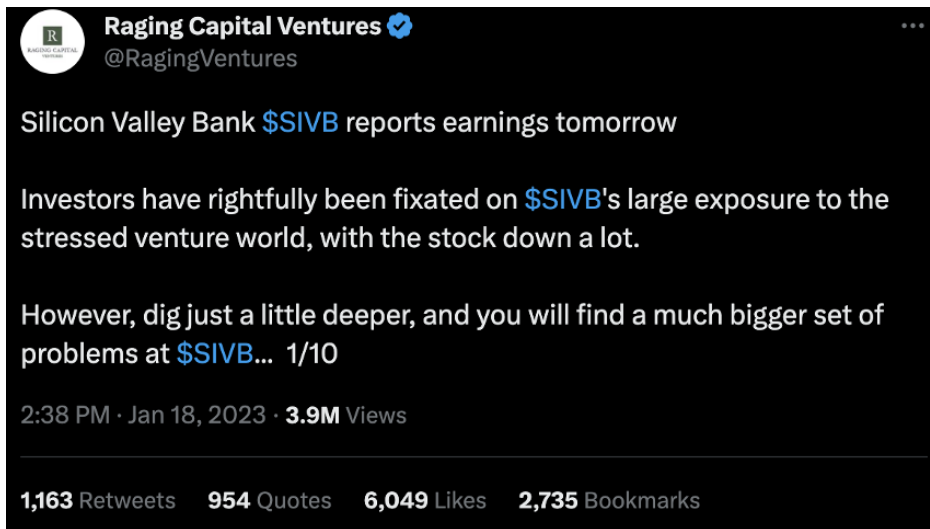 Raging Capital Ventures
@RagingVentures
R
RAGING CAPITAL
VENTURES
Silicon Valley Bank $SIVB reports earnings tomorrow
Investors have rightfully been fixated on $SIVB's large exposure to the
stressed venture world, with the stock down a lot.
However, dig just a little deeper, and you will find a much bigger set of
problems at $SIVB... 1/10
2:38 PM · Jan 18, 2023 · 3.9M Views
1,163 Retweets 954 Quotes 6,049 Likes 2,735 Bookmarks